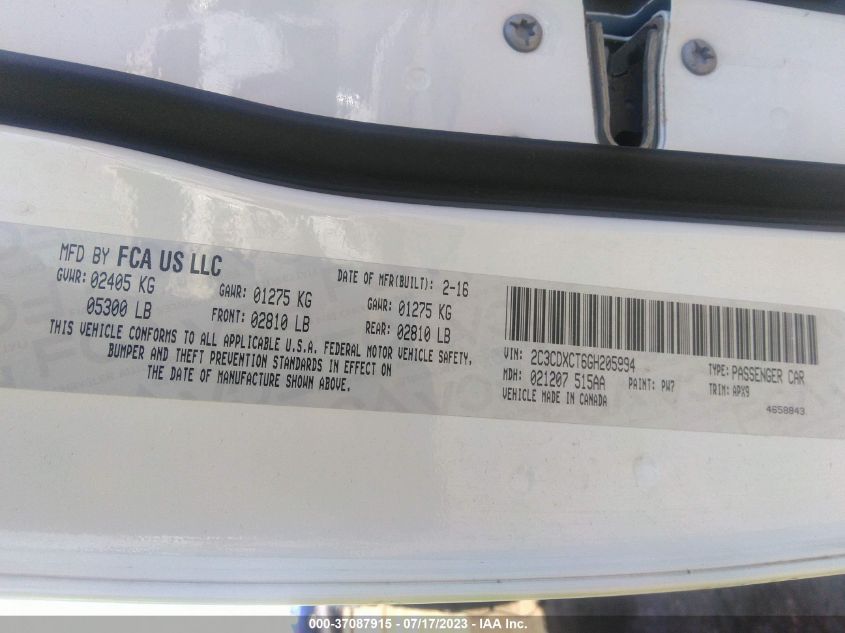 MFD BY FCA US LLC
DATE OF MFR(BUILT): 2-16
GVWR: 02405 KG
GAWR: 01275 KG
GAWR: 01275 KG
05300 LB
FRONT: 02810 LB
REAR: 02810 LB
THIS VEHICLE CONFORMS TO ALL APPLICABLE U.S.A. FEDERAL MOTOR VEHICLE SAFETY,
BUMPER AND THEFT PREVENTION STANDARDS IN EFFECT ON
THE DATE OF MANUFACTURE SHOWN ABOVE.
VIN: 2C3CDXCT6GH205994
TYPE: PASSENGER CAR
MDH: 021207 515AA
PAINT: PW7
TRIM: APX9
VEHICLE MADE IN CANADA
4658843
000-37087915 - 07/17/2023 - IAA Inc.